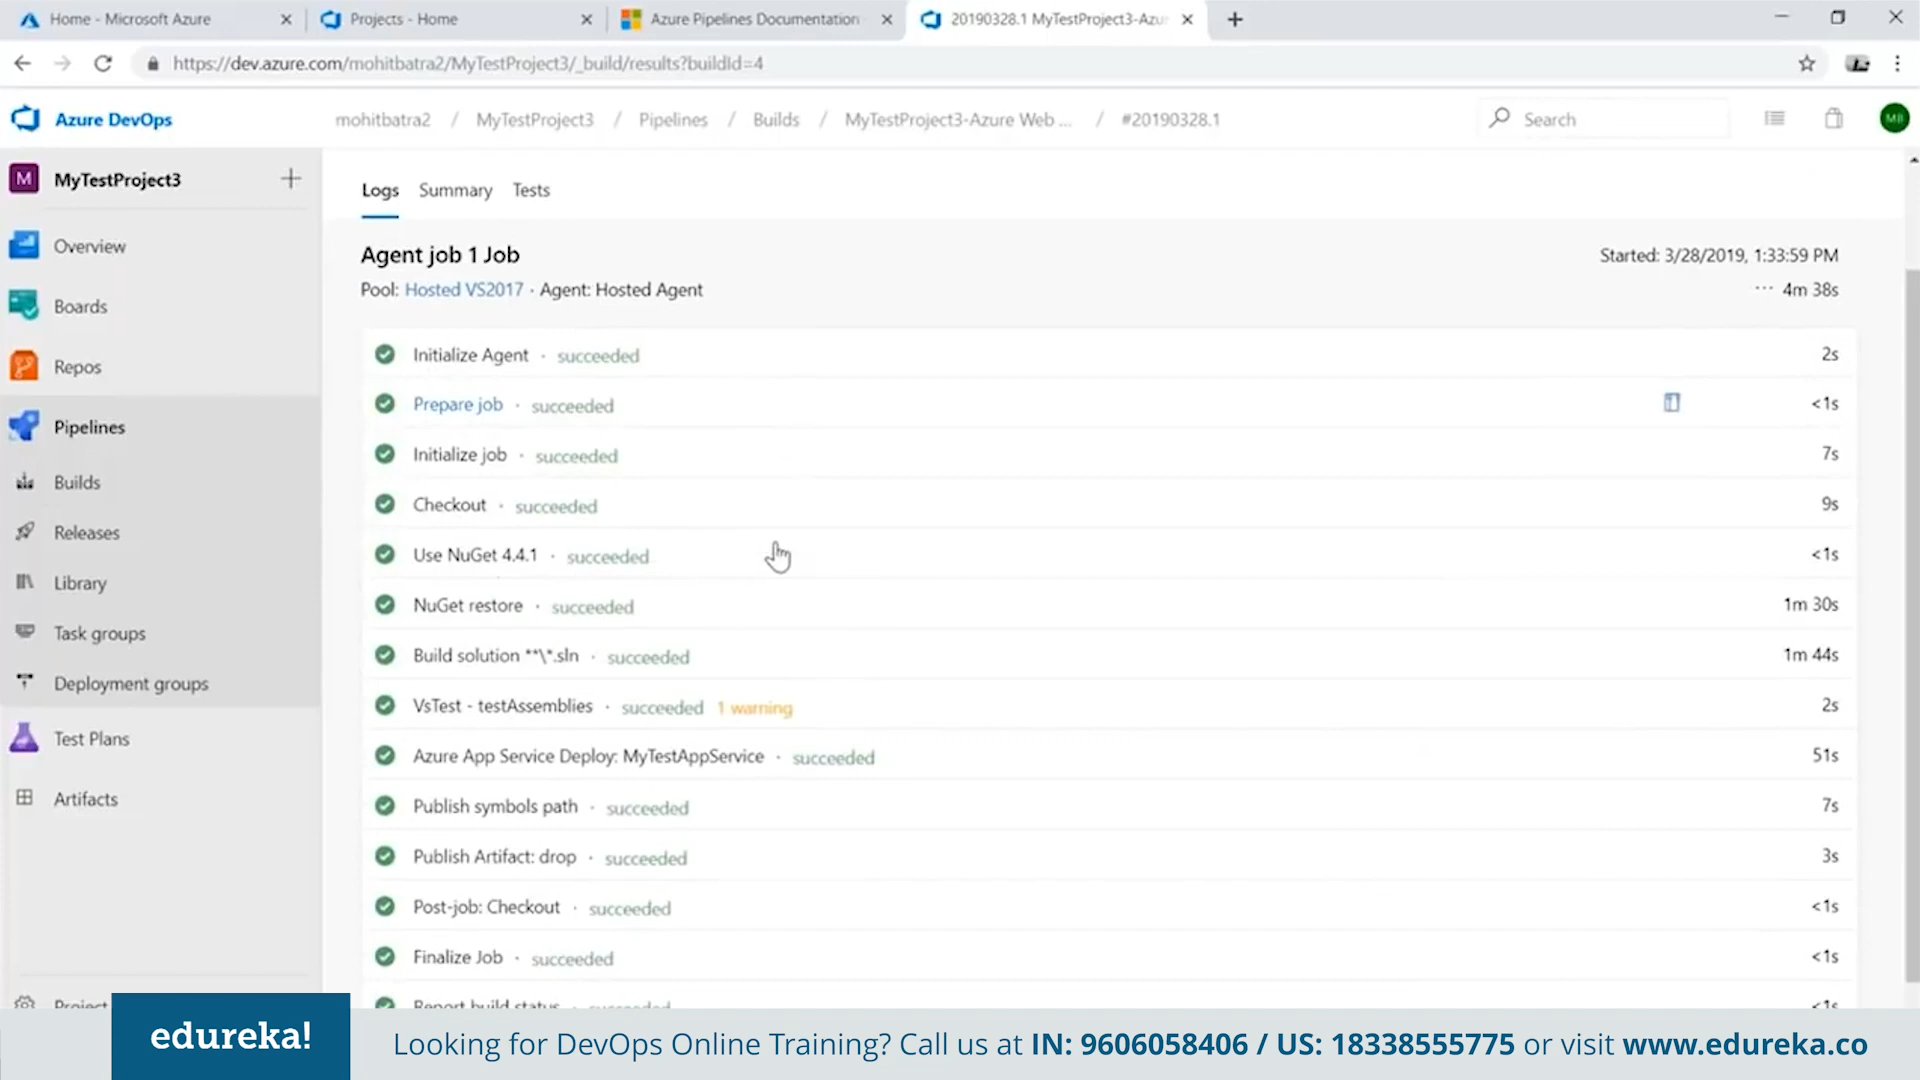 Home - Microsoft Azure
Projects - Home
Azure Pipelines Documentation
20190328.1 MyTestProject3-Azu
https://dev.azure.com/mohitbatra2/MyTestProject3/_build/results?buildId=4
Azure DevOps
mohitbatra2 / MyTestProject3 / Pipelines / Builds / MyTestProject3-Azure Web ... / #20190328.1
Search
MB
M MyTestProject3
Overview
Boards
Repos
Pipelines
Builds
Releases
Library
Task groups
Deployment groups
Test Plans
Artifacts
Project
Logs Summary Tests
Agent job 1 Job
Started: 3/28/2019, 1:33:59 PM
Pool: Hosted VS2017 · Agent: Hosted Agent
··· 4m 38s
Initialize Agent · succeeded 2s
Prepare job · succeeded <1s
Initialize job · succeeded 7s
Checkout · succeeded 9s
Use NuGet 4.4.1 · succeeded <1s
NuGet restore · succeeded 1m 30s
Build solution **\*.sln · succeeded 1m 44s
VsTest - testAssemblies · succeeded 1 warning 2s
Azure App Service Deploy: MyTestAppService · succeeded 51s
Publish symbols path · succeeded 7s
Publish Artifact: drop · succeeded 3s
Post-job: Checkout · succeeded <1s
Finalize Job · succeeded <1s
Report build status · succeeded <1s
edureka!
Looking for DevOps Online Training? Call us at IN: 9606058406 / US: 18338555775 or visit www.edureka.co